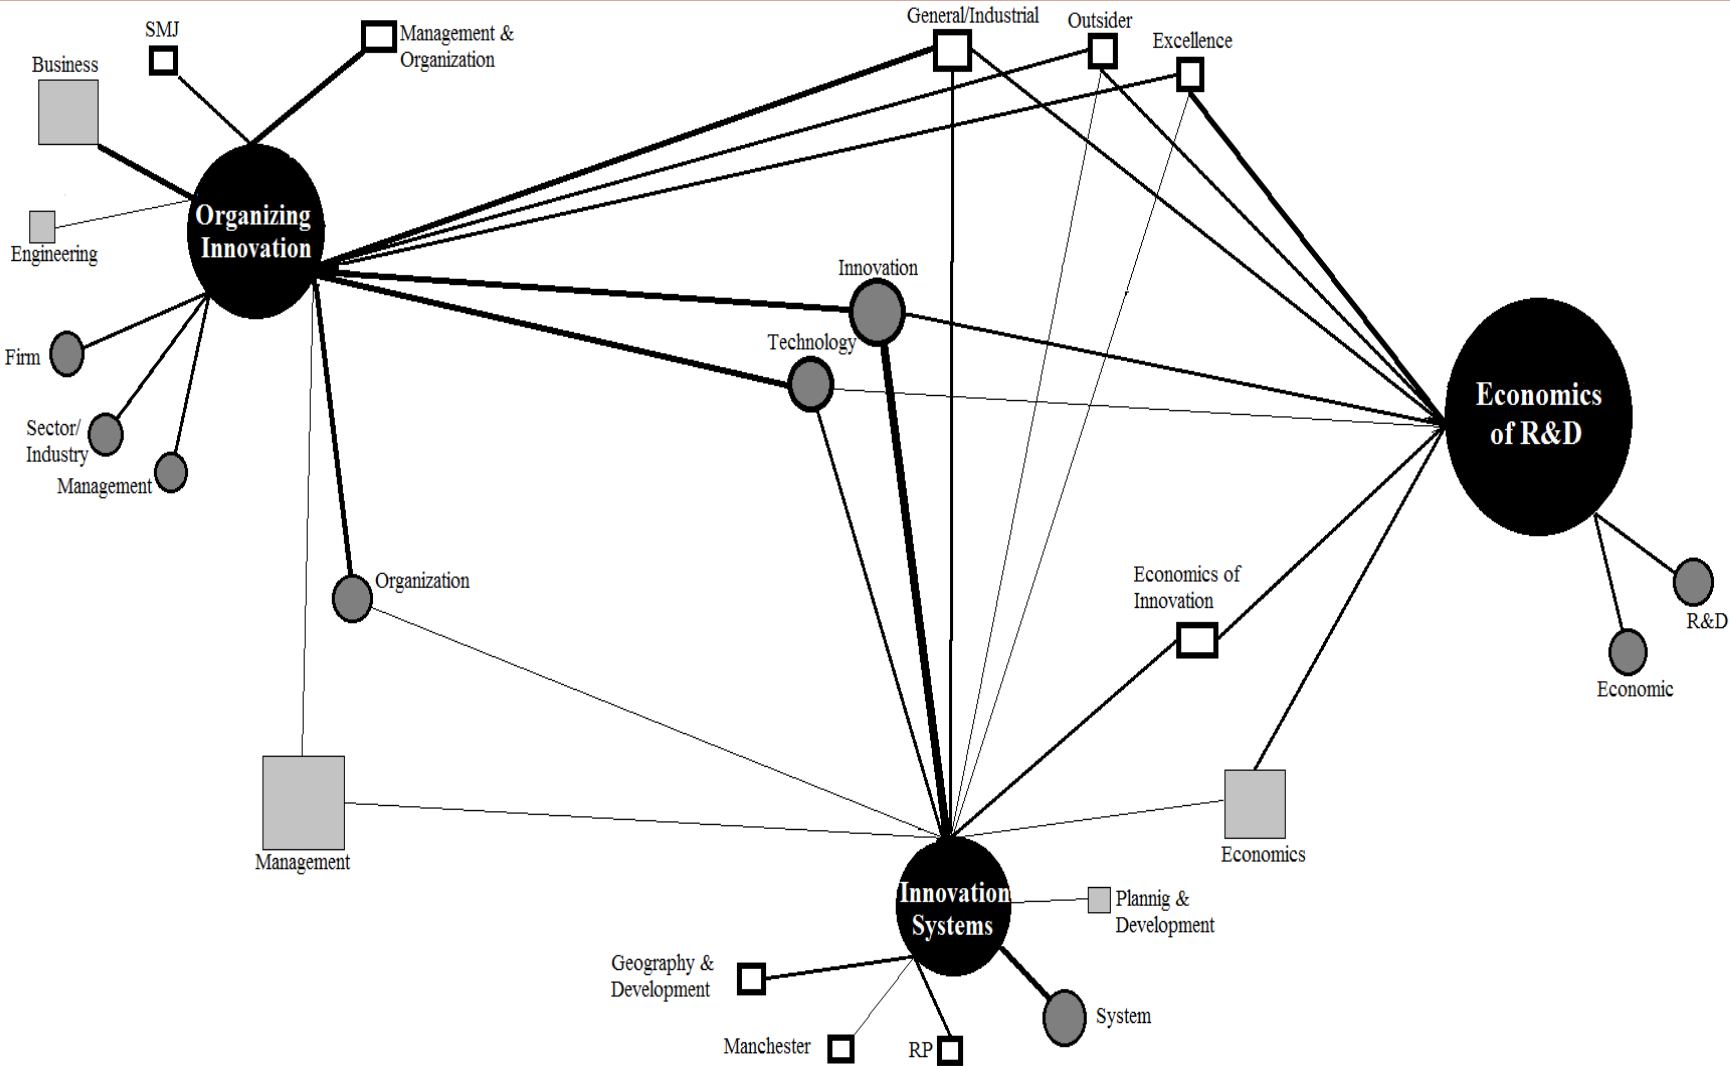 General/Industrial
Outsider
SMJ
Management &
Organization
Excellence
Business
Organizing
Innovation
Engineering
Innovation
Technology
Firm
Economics
of R&D
Sector/
Industry
Management
Organization
Economics of
Innovation
R&D
Economic
Management
Economics
Innovation
Systems
Plannig &
Development
Geography &
Development
System
Manchester
RP